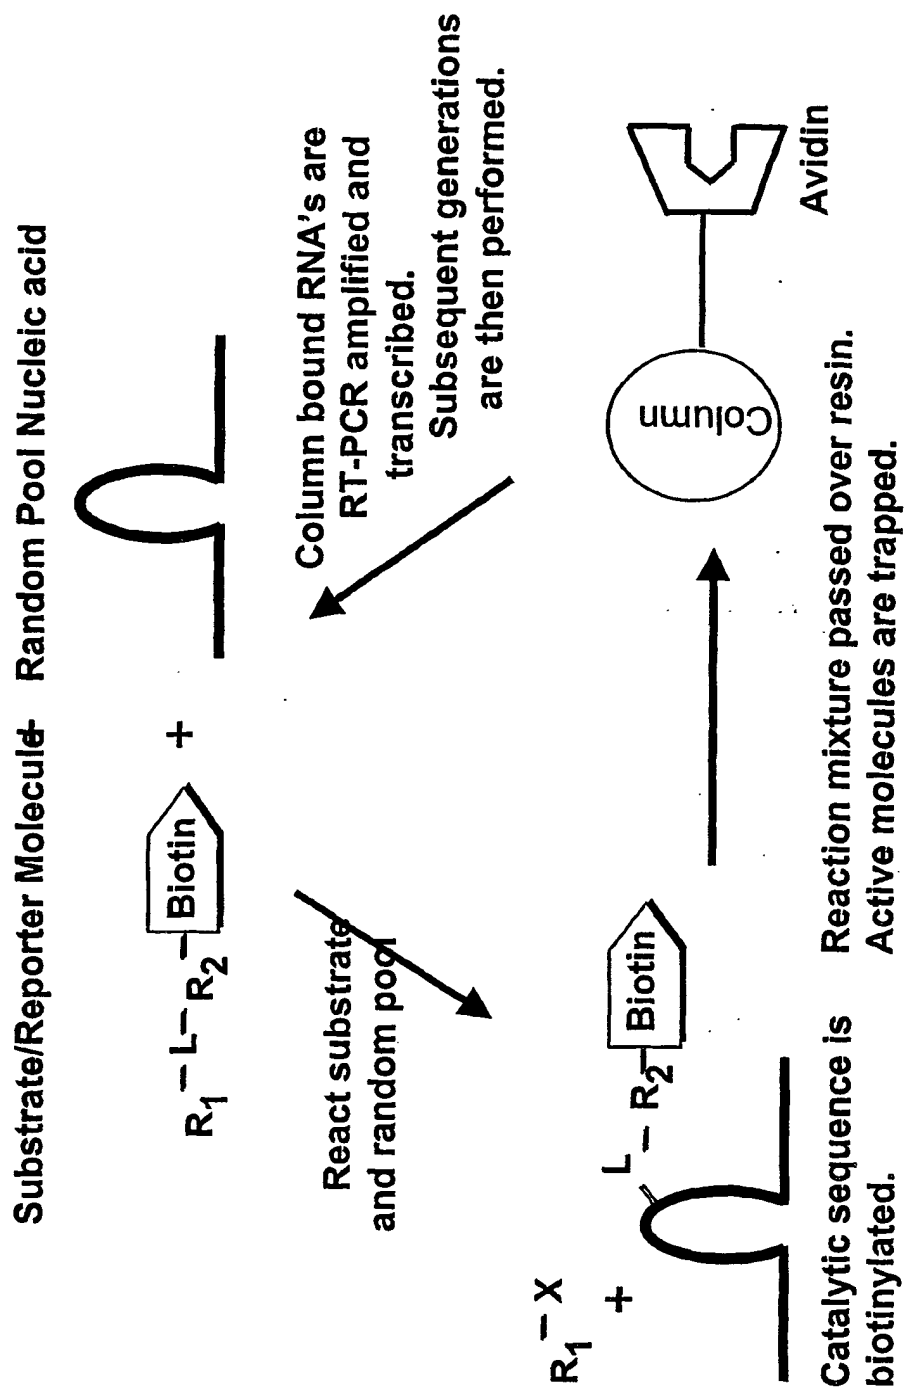 Substrate/Reporter Molecule + Random Pool Nucleic acid
R1 – L – R2 – Biotin +
React substrate
and random pool
Column bound RNA's are
RT-PCR amplified and
transcribed.
Subsequent generations
are then performed.
R1 – X
+
L – R2 – Biotin
Column
Avidin
Catalytic sequence is
biotinylated.
Reaction mixture passed over resin.
Active molecules are trapped.